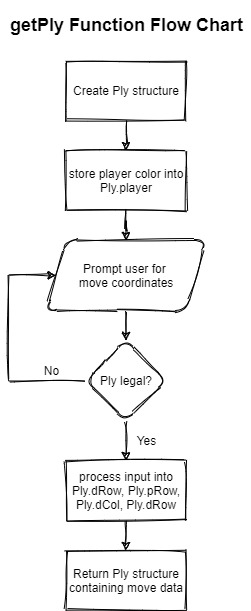 getPly Function Flow Chart
Create Ply structure
store player color into
Ply.player
Prompt user for
move coordinates
Ply legal?
No
Yes
process input into
Ply.dRow, Ply.pRow,
Ply.dCol, Ply.dRow
Return Ply structure
containing move data